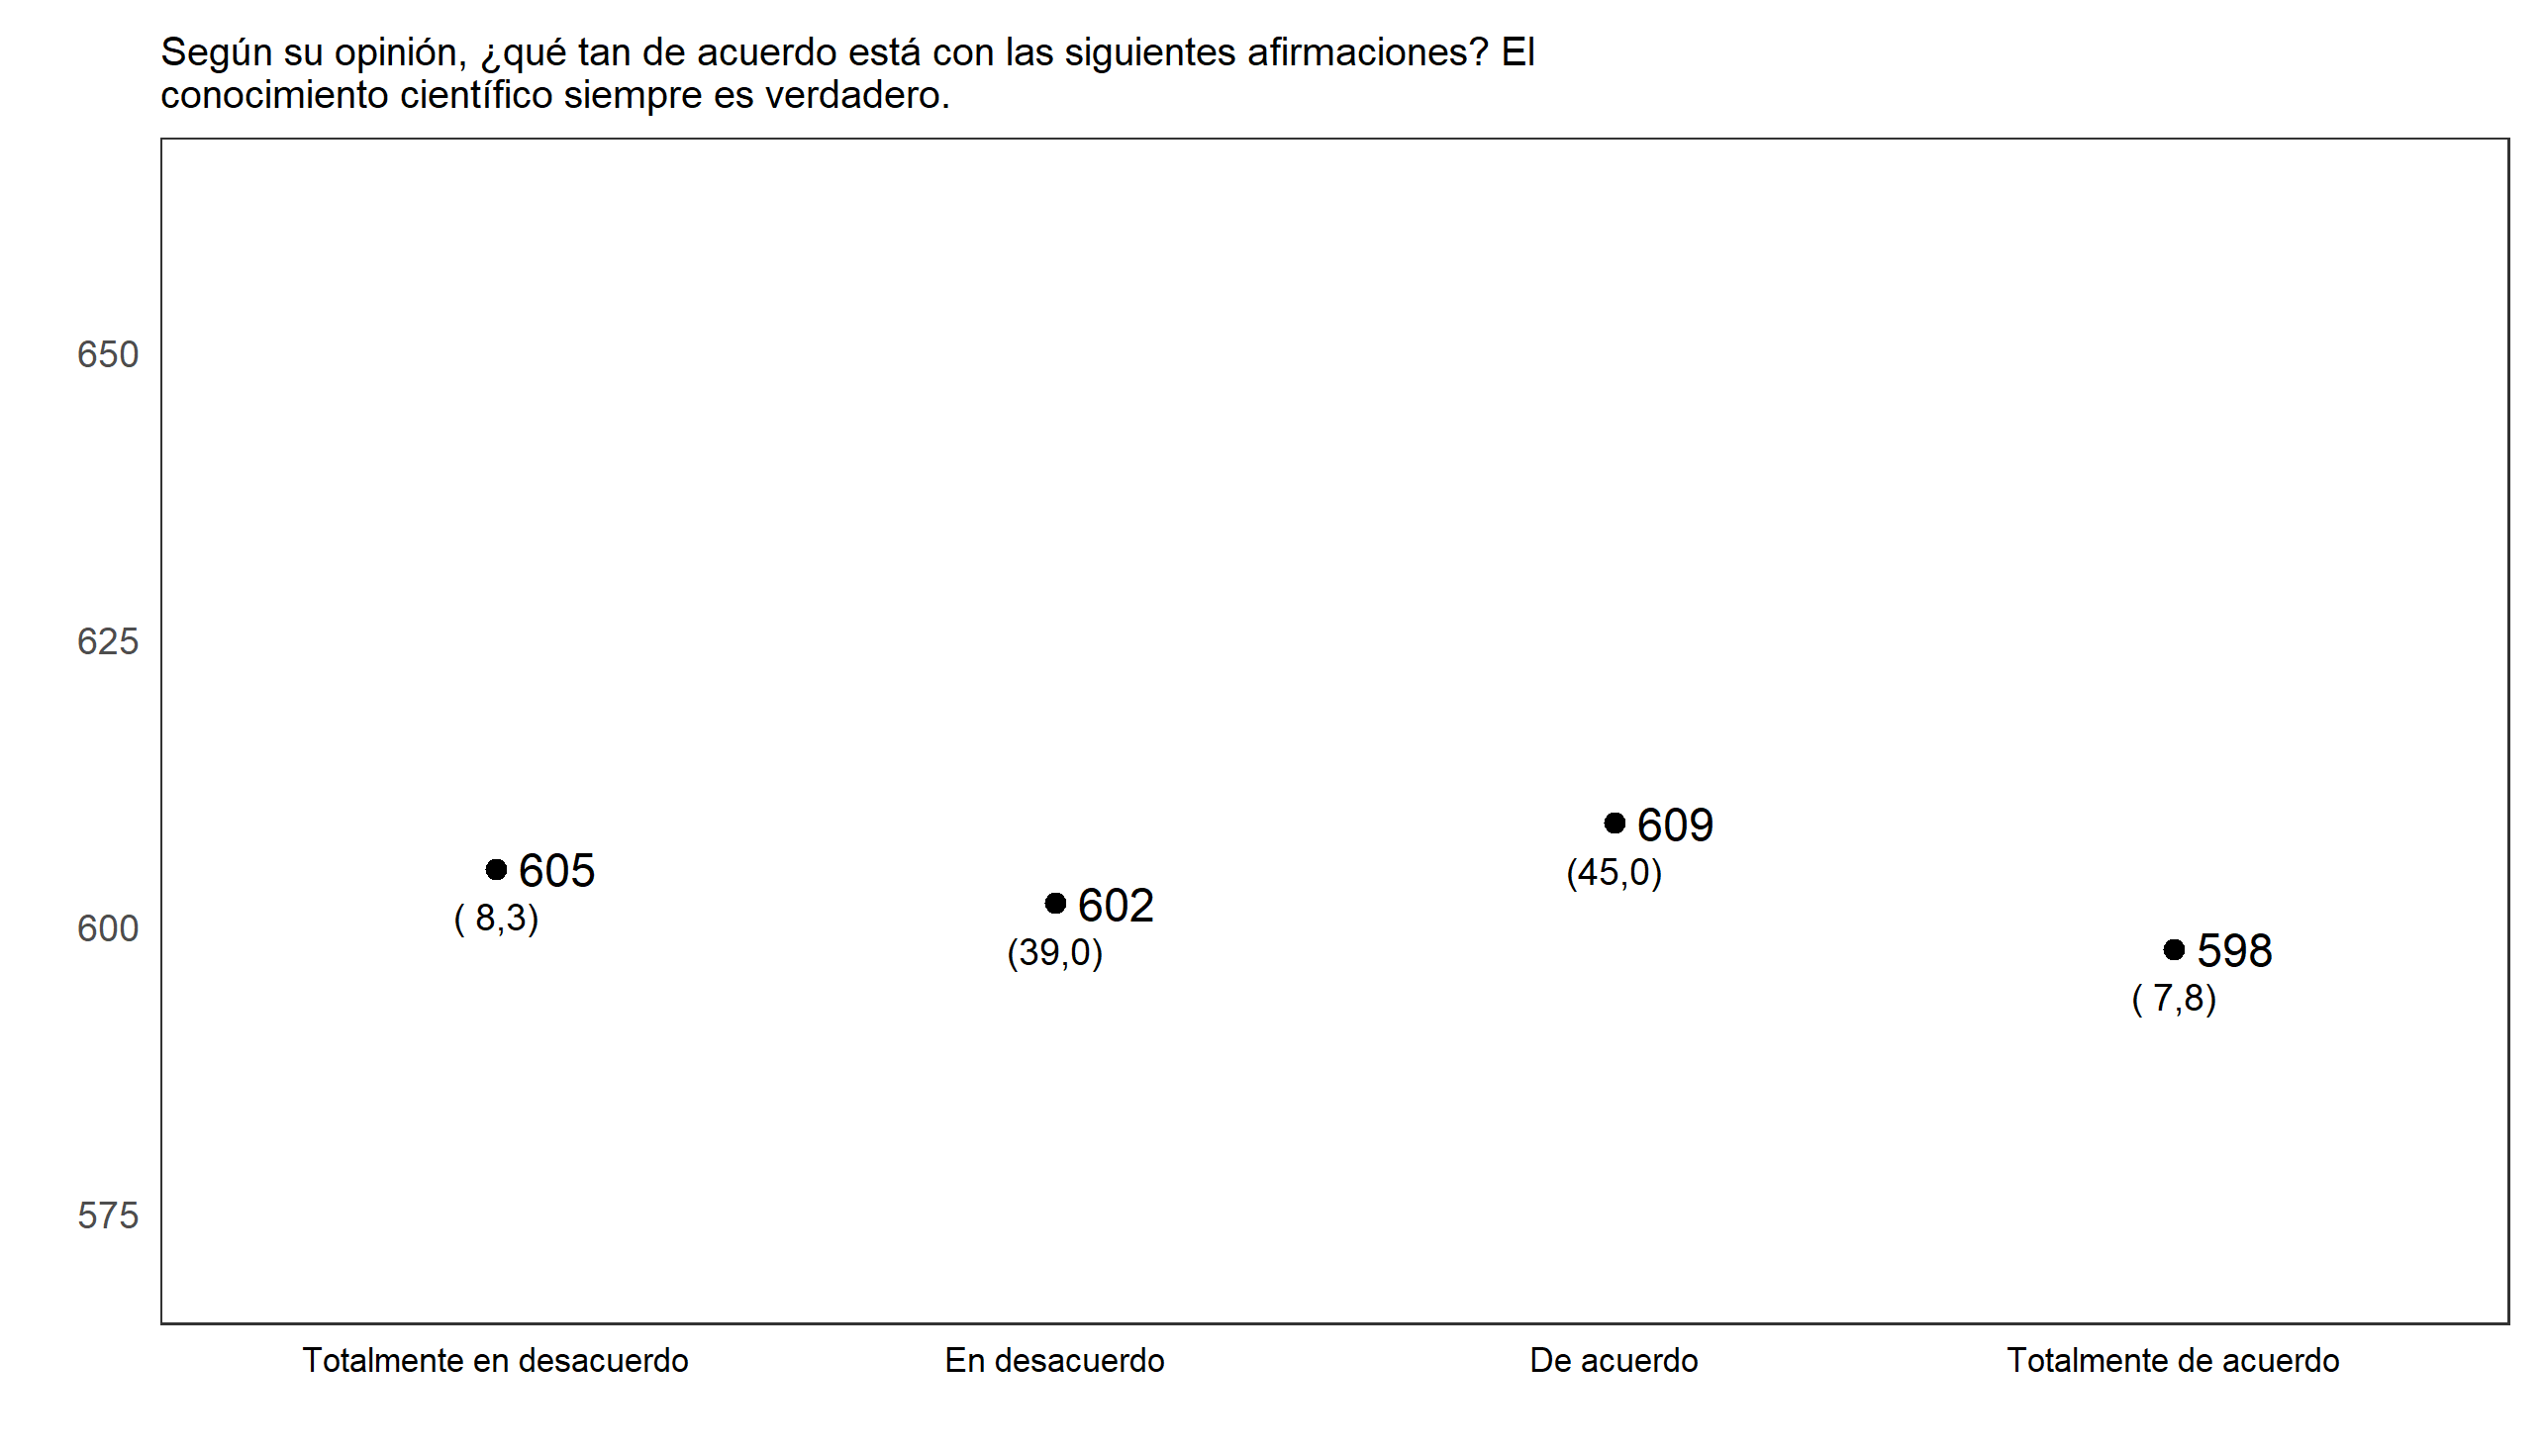 Según su opinión, ¿qué tan de acuerdo está con las siguientes afirmaciones? El
conocimiento científico siempre es verdadero.
650
625
600
575
605
( 8,3)
602
(39,0)
609
(45,0)
598
( 7,8)
Totalmente en desacuerdo
En desacuerdo
De acuerdo
Totalmente de acuerdo